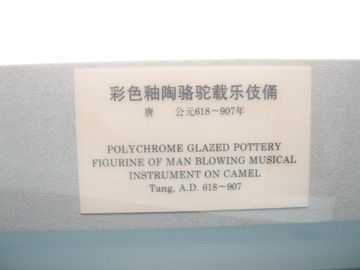 彩色釉陶骆驼载乐伎俑
唐 公元618~907年
POLYCHROME GLAZED POTTERY
FIGURINE OF MAN BLOWING MUSICAL
INSTRUMENT ON CAMEL
Tang, A.D. 618~907